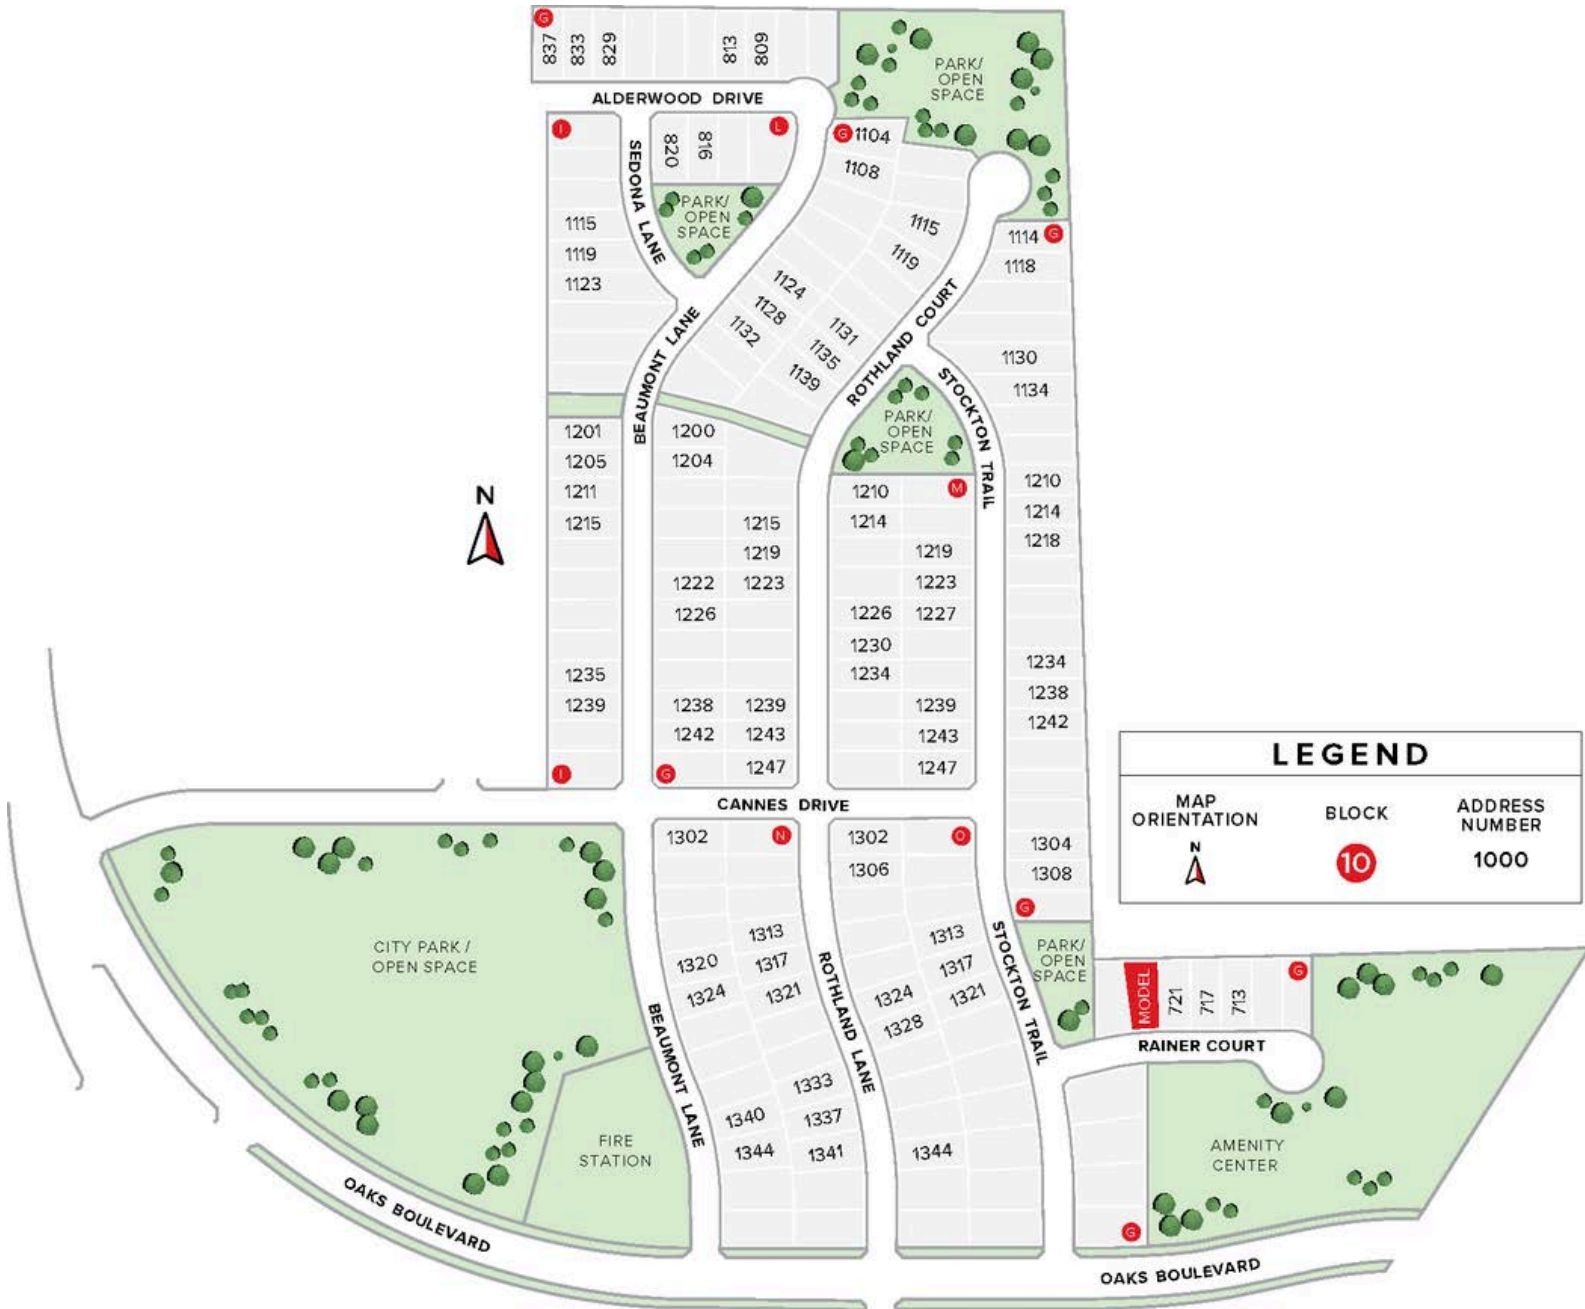 G
837
833
829
813
809
PARK/
OPEN
SPACE
ALDERWOOD DRIVE
I
SEDONA LANE
820
816
L
G
1104
1108
PARK/
OPEN
SPACE
1115
1119
1123
1115
1119
1114
G
1118
1124
1128
1132
1131
1135
1139
BEAUMONT LANE
ROTHLAND COURT
1130
1134
STOCKTON TRAIL
PARK/
OPEN
SPACE
1201
1205
1211
1215
1235
1239
I
N
1200
1204
1222
1226
1238
1242
G
1215
1219
1223
1239
1243
1247
1210
1214
1226
1230
1234
M
1219
1223
1227
1239
1243
1247
1210
1214
1218
1234
1238
1242
1304
1308
G
CANNES DRIVE
LEGEND
MAP
ORIENTATION
N
BLOCK
10
ADDRESS
NUMBER
1000
CITY PARK /
OPEN SPACE
FIRE
STATION
BEAUMONT LANE
1302
N
1320
1324
1340
1344
1313
1317
1321
1333
1337
1341
ROTHLAND LANE
1302
1306
O
1324
1328
1344
1313
1317
1321
STOCKTON TRAIL
PARK/
OPEN
SPACE
MODEL
721
717
713
G
RAINER COURT
AMENITY
CENTER
G
OAKS BOULEVARD
OAKS BOULEVARD